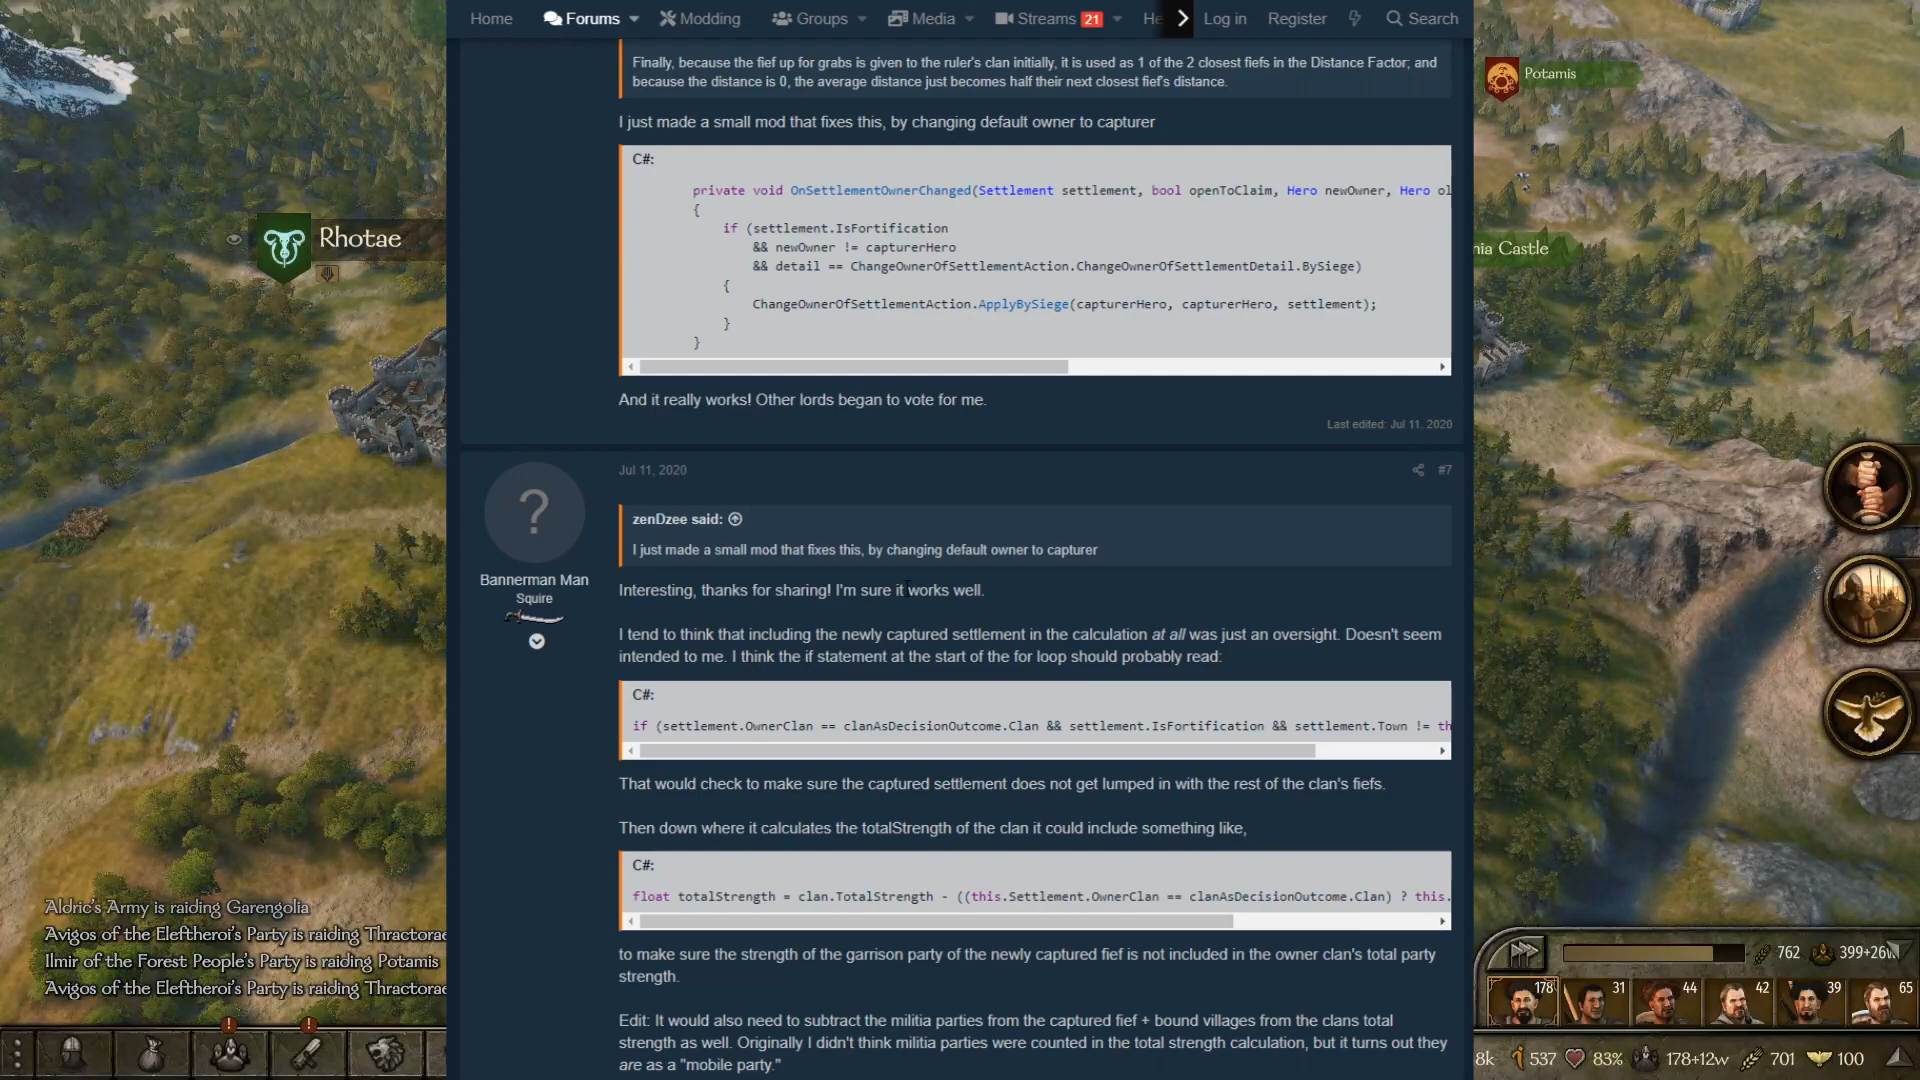 Home
Forums
Modding
Groups
Media
Streams 21
He
Log in
Register
Search
Finally, because the fief up for grabs is given to the ruler's clan initially, it is used as 1 of the 2 closest fiefs in the Distance Factor; and
because the distance is 0, the average distance just becomes half their next closest fief's distance.
I just made a small mod that fixes this, by changing default owner to capturer
C#:
private void OnSettlementOwnerChanged(Settlement settlement, bool openToClaim, Hero newOwner, Hero ol
{
if (settlement.IsFortification
&& newOwner != capturerHero
&& detail == ChangeOwnerOfSettlementAction.ChangeOwnerOfSettlementDetail.BySiege)
{
ChangeOwnerOfSettlementAction.ApplyBySiege(capturerHero, capturerHero, settlement);
}
}
And it really works! Other lords began to vote for me.
Last edited: Jul 11, 2020
Jul 11, 2020
#7
?
Bannerman Man
Squire
zenDzee said:
I just made a small mod that fixes this, by changing default owner to capturer
Interesting, thanks for sharing! I'm sure it works well.
I tend to think that including the newly captured settlement in the calculation at all was just an oversight. Doesn't seem
intended to me. I think the if statement at the start of the for loop should probably read:
C#:
if (settlement.OwnerClan == clanAsDecisionOutcome.Clan && settlement.IsFortification && settlement.Town != th
That would check to make sure the captured settlement does not get lumped in with the rest of the clan's fiefs.
Then down where it calculates the totalStrength of the clan it could include something like,
C#:
float totalStrength = clan.TotalStrength - ((this.Settlement.OwnerClan == clanAsDecisionOutcome.Clan) ? this.
to make sure the strength of the garrison party of the newly captured fief is not included in the owner clan's total party
strength.
Edit: It would also need to subtract the militia parties from the captured fief + bound villages from the clans total
strength as well. Originally I didn't think militia parties were counted in the total strength calculation, but it turns out they
are as a "mobile party."
Rhotae
Potamis
nia Castle
Aldric's Army is raiding Garengolia
Avigos of the Eleftheroi's Party is raiding Thractorae
Ilmir of the Forest People's Party is raiding Potamis
Avigos of the Eleftheroi's Party is raiding Thractorae
! !
762 399+26w
178 31 44 42 39 65
8k 537 83% 178+12w 701 100